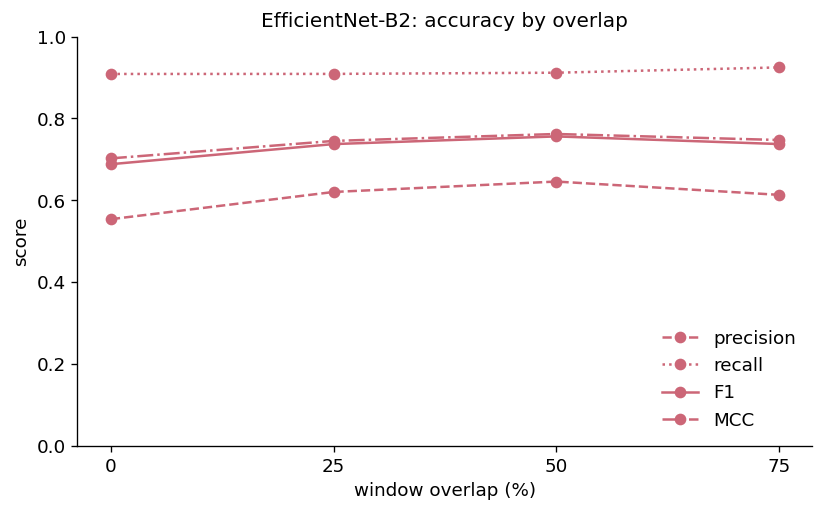 EfficientNet-B2: accuracy by overlap
1.0
0.8
0.6
0.4
0.2
0.0
score
0 25 50 75
window overlap (%)
precision
recall
F1
MCC